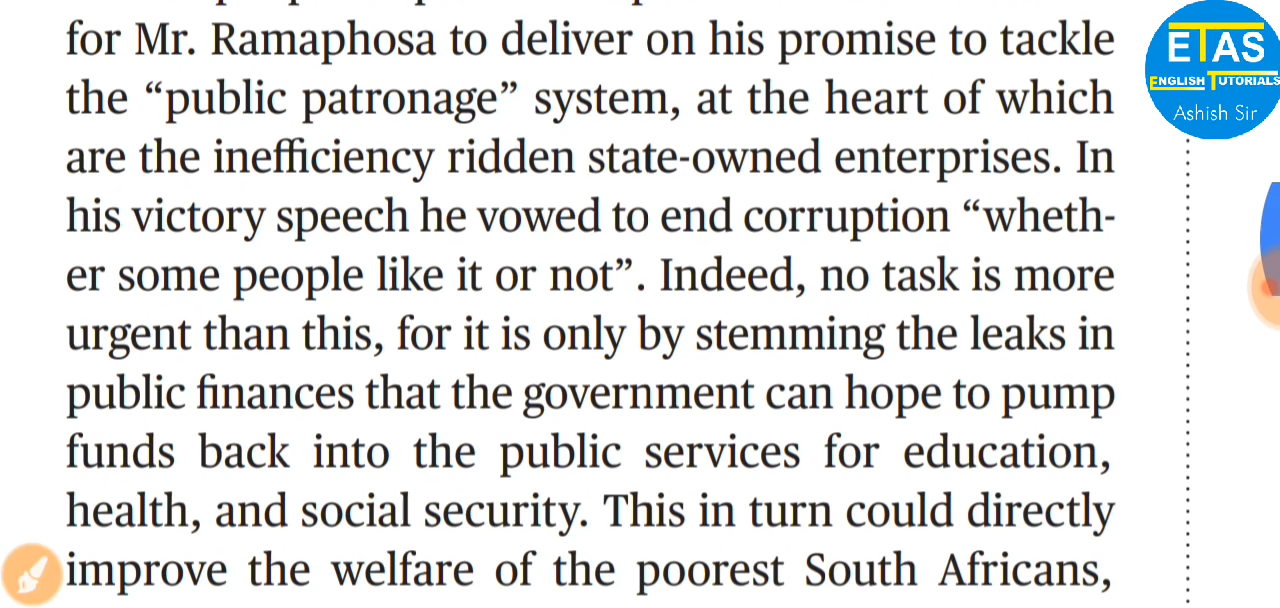 for Mr. Ramaphosa to deliver on his promise to tackle
the “public patronage” system, at the heart of which
are the inefficiency ridden state-owned enterprises. In
his victory speech he vowed to end corruption “wheth-
er some people like it or not”. Indeed, no task is more
urgent than this, for it is only by stemming the leaks in
public finances that the government can hope to pump
funds back into the public services for education,
health, and social security. This in turn could directly
improve the welfare of the poorest South Africans,
ETAS
ENGLISH TUTORIALS
Ashish Sir